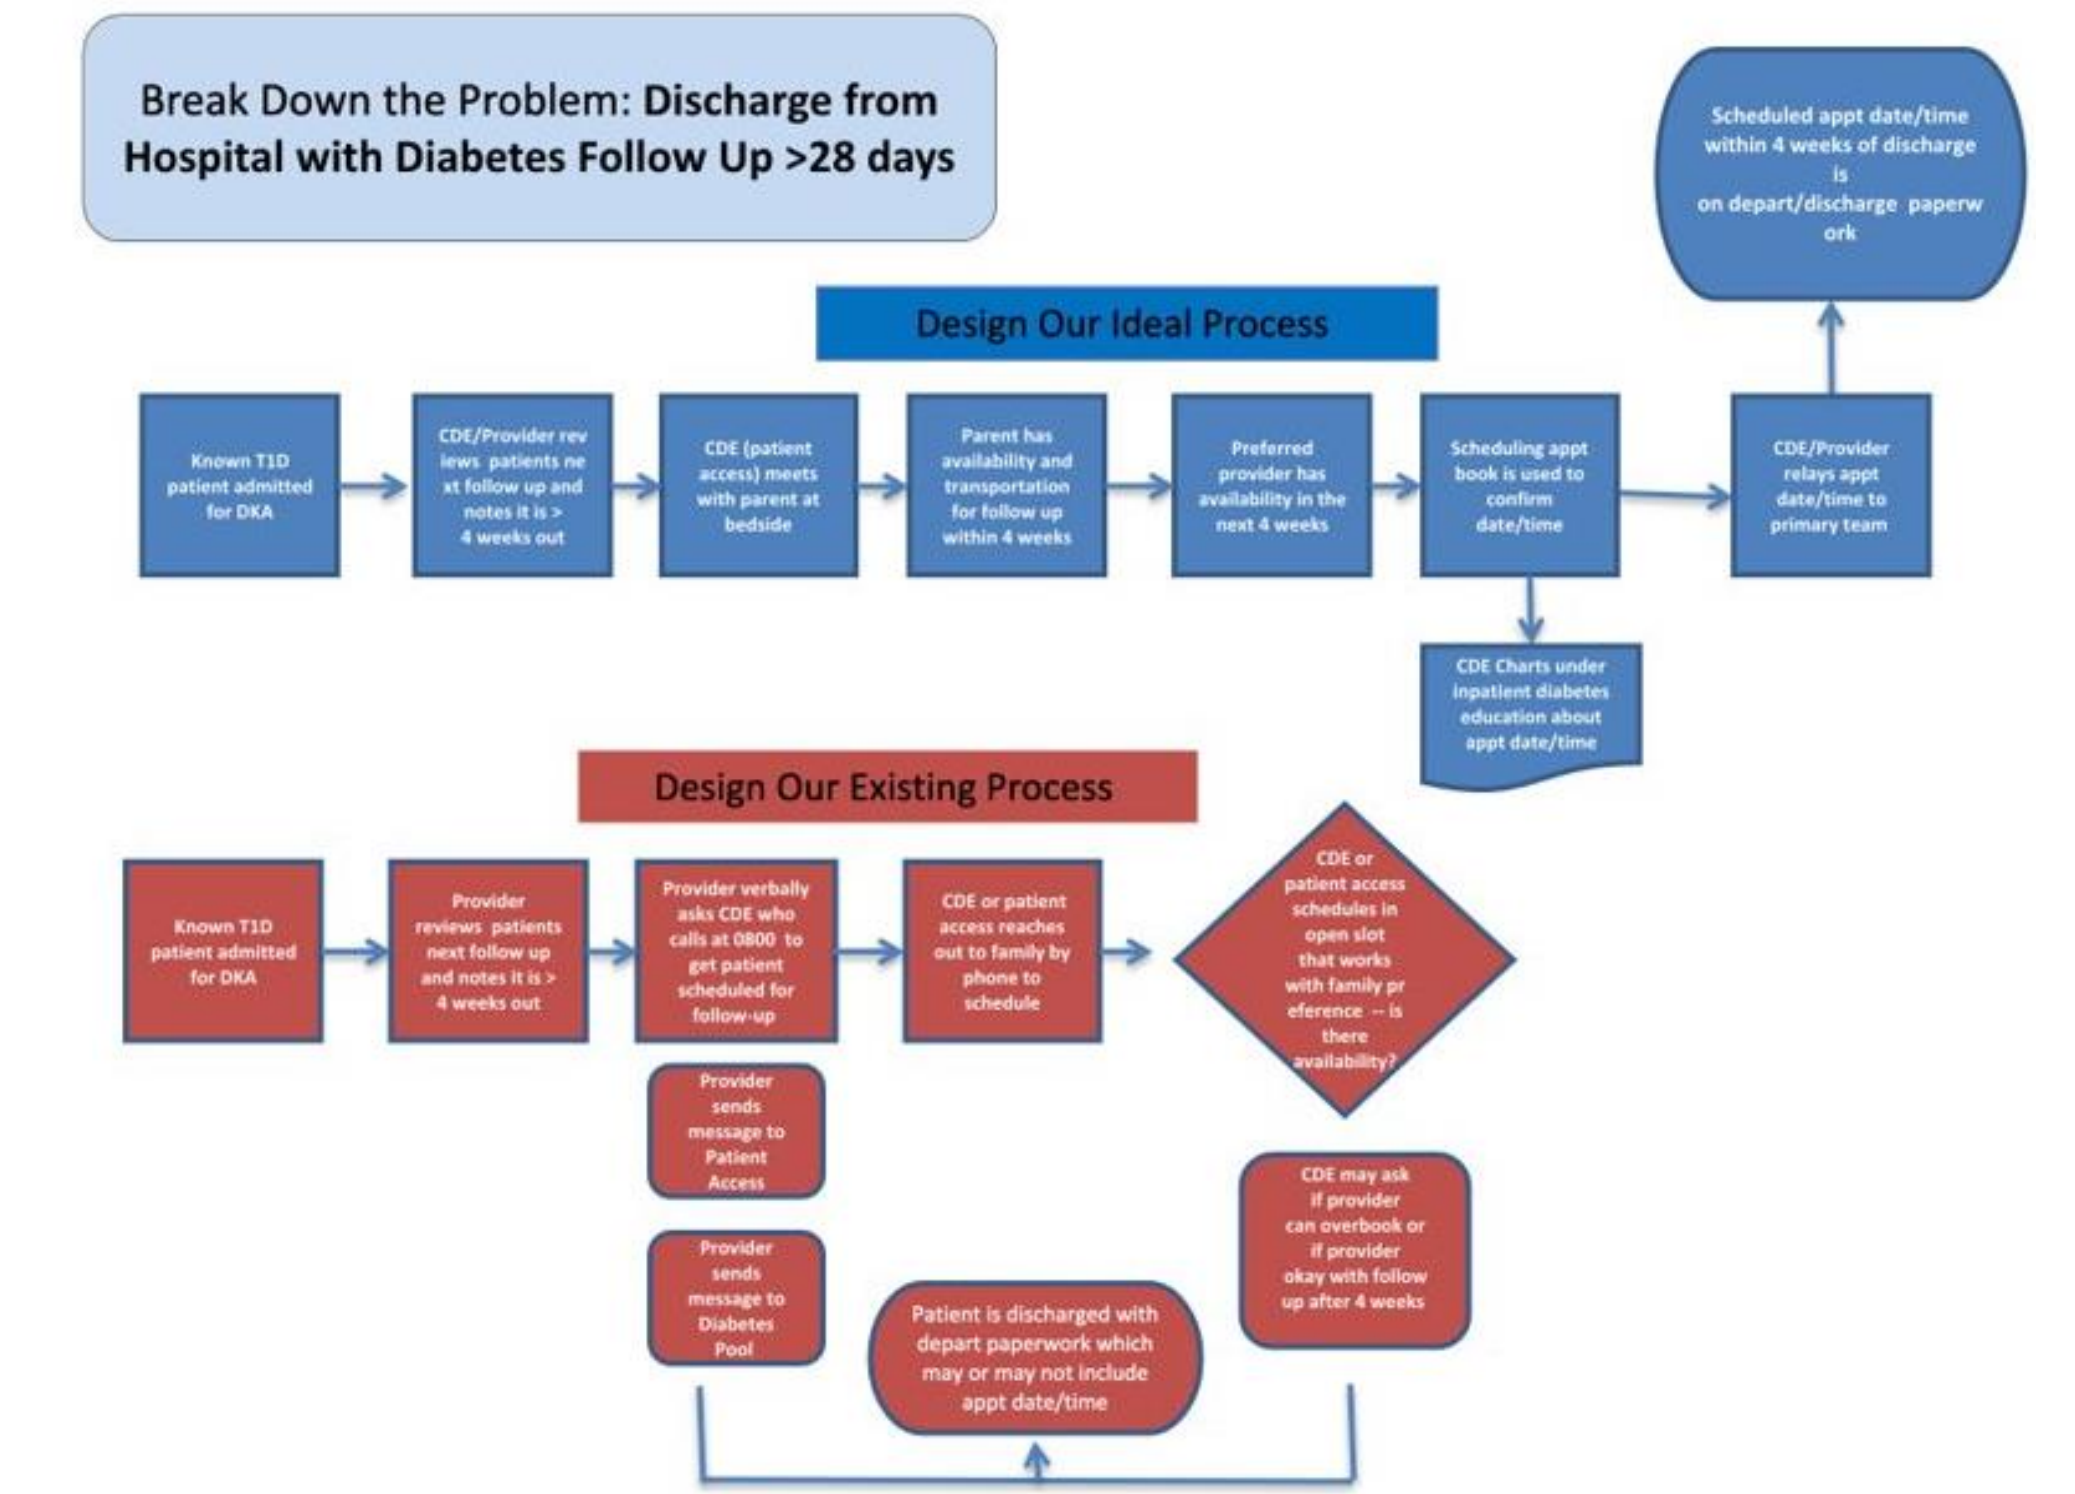 Break Down the Problem: Discharge from
Hospital with Diabetes Follow Up >28 days
Scheduled appt date/time
within 4 weeks of discharge
is
on depart/discharge paperw
ork
Design Our Ideal Process
Known T1D
patient admitted
for DKA
CDE/Provider rev
iews patients ne
xt follow up and
notes it is >
4 weeks out
CDE (patient
access) meets
with parent at
bedside
Parent has
availability and
transportation
for follow up
within 4 weeks
Preferred
provider has
availability in the
next 4 weeks
Scheduling appt
book is used to
confirm
date/time
CDE/Provider
relays appt
date/time to
primary team
CDE Charts under
inpatient diabetes
education about
appt date/time
Design Our Existing Process
Known T1D
patient admitted
for DKA
Provider
reviews patients
next follow up
and notes it is >
4 weeks out
Provider verbally
asks CDE who
calls at 0800 to
get patient
scheduled for
follow-up
CDE or patient
access reaches
out to family by
phone to
schedule
CDE or
patient access
schedules in
open slot
that works
with family pr
eference -- is
there
availability?
Provider
sends
message to
Patient
Access
Provider
sends
message to
Diabetes
Pool
CDE may ask
if provider
can overbook or
if provider
okay with follow
up after 4 weeks
Patient is discharged with
depart paperwork which
may or may not include
appt date/time